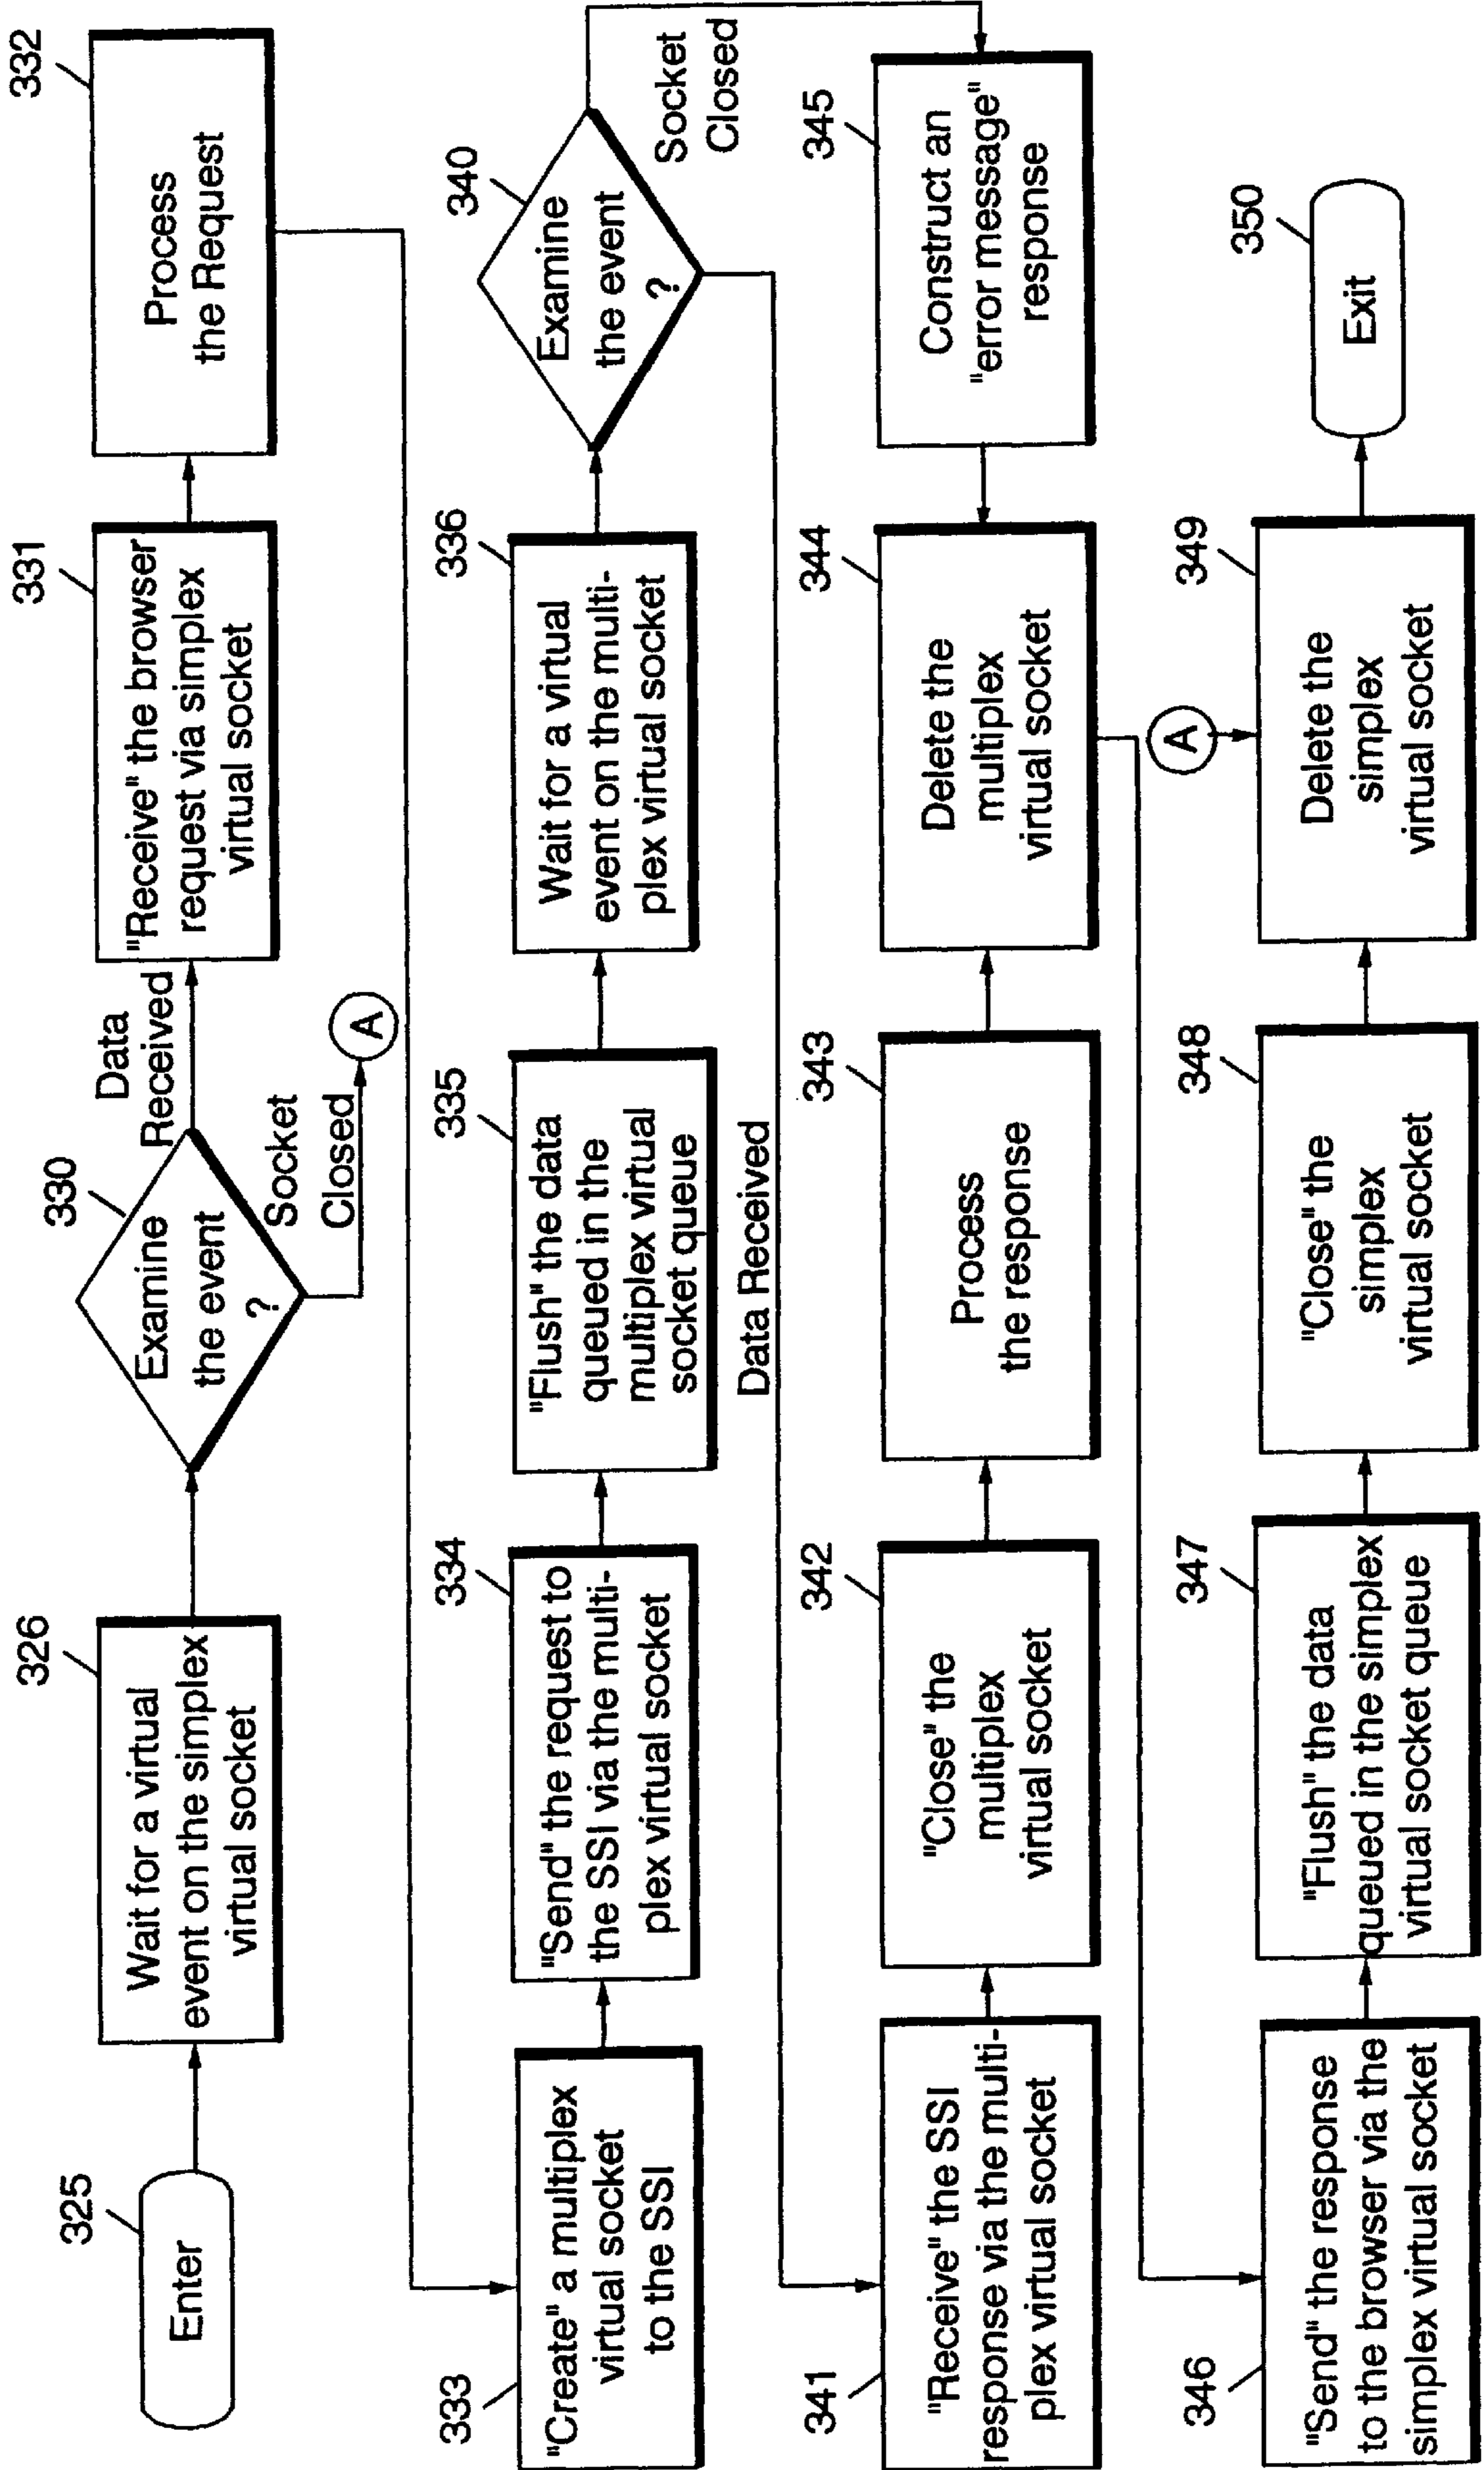 325
Enter
326
Wait for a virtual
event on the simplex
virtual socket
330
Examine
the event
?
Data
Received
Socket
Closed
A
331
"Receive" the browser
request via simplex
virtual socket
332
Process
the Request
333
"Create" a multiplex
virtual socket
to the SSI
334
"Send" the request to
the SSI via the multi-
plex virtual socket
335
"Flush" the data
queued in the
multiplex virtual
socket queue
336
Wait for a virtual
event on the multi-
plex virtual socket
340
Examine
the event
?
Socket
Closed
Data Received
341
"Receive" the SSI
response via the multi-
plex virtual socket
342
"Close" the
multiplex
virtual socket
343
Process
the response
344
Delete the
multiplex
virtual socket
345
Construct an
"error message"
response
346
"Send" the response
to the browser via the
simplex virtual socket
347
"Flush" the data
queued in the simplex
virtual socket queue
348
"Close" the
simplex
virtual socket
A
349
Delete the
simplex
virtual socket
350
Exit